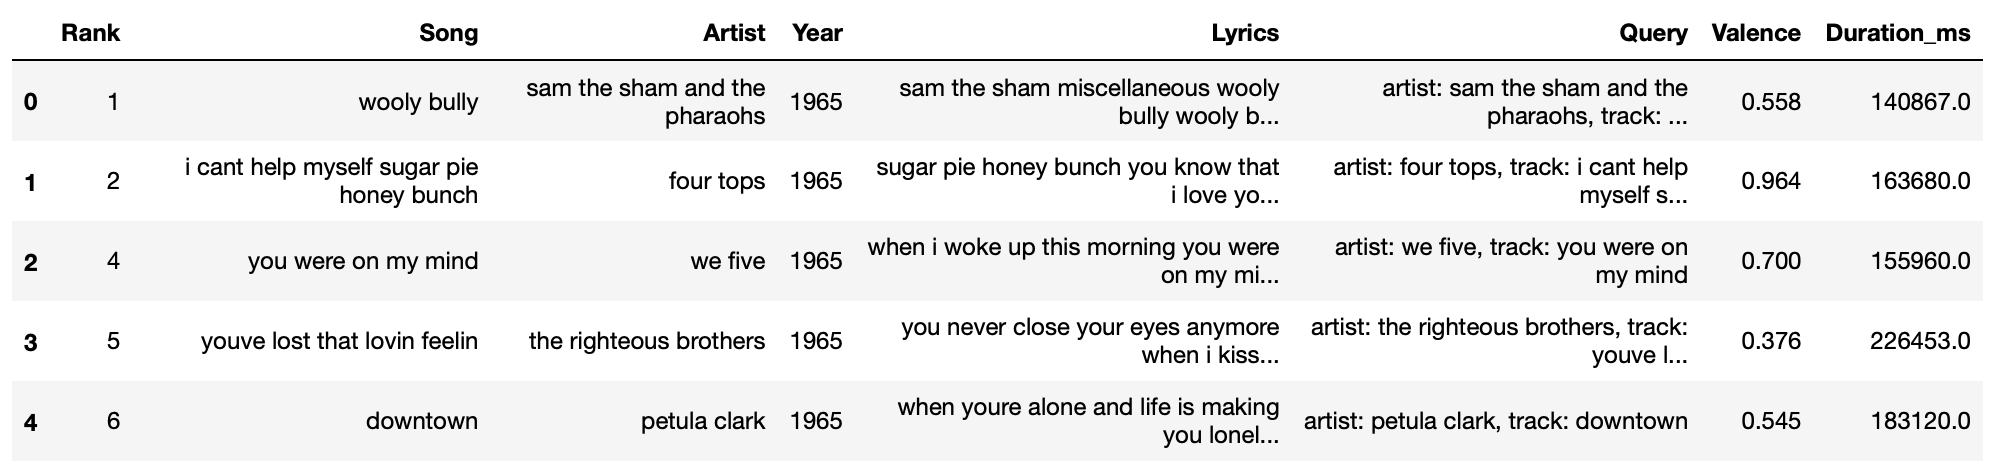 Rank Song Artist Year Lyrics Query Valence Duration_ms
0 1 wooly bully sam the sham and the pharaohs 1965 sam the sham miscellaneous wooly bully wooly b... artist: sam the sham and the pharaohs, track: ... 0.558 140867.0
1 2 i cant help myself sugar pie honey bunch four tops 1965 sugar pie honey bunch you know that i love yo... artist: four tops, track: i cant help myself s... 0.964 163680.0
2 4 you were on my mind we five 1965 when i woke up this morning you were on my mi... artist: we five, track: you were on my mind 0.700 155960.0
3 5 youve lost that lovin feelin the righteous brothers 1965 you never close your eyes anymore when i kiss... artist: the righteous brothers, track: youve l... 0.376 226453.0
4 6 downtown petula clark 1965 when youre alone and life is making you lonel... artist: petula clark, track: downtown 0.545 183120.0